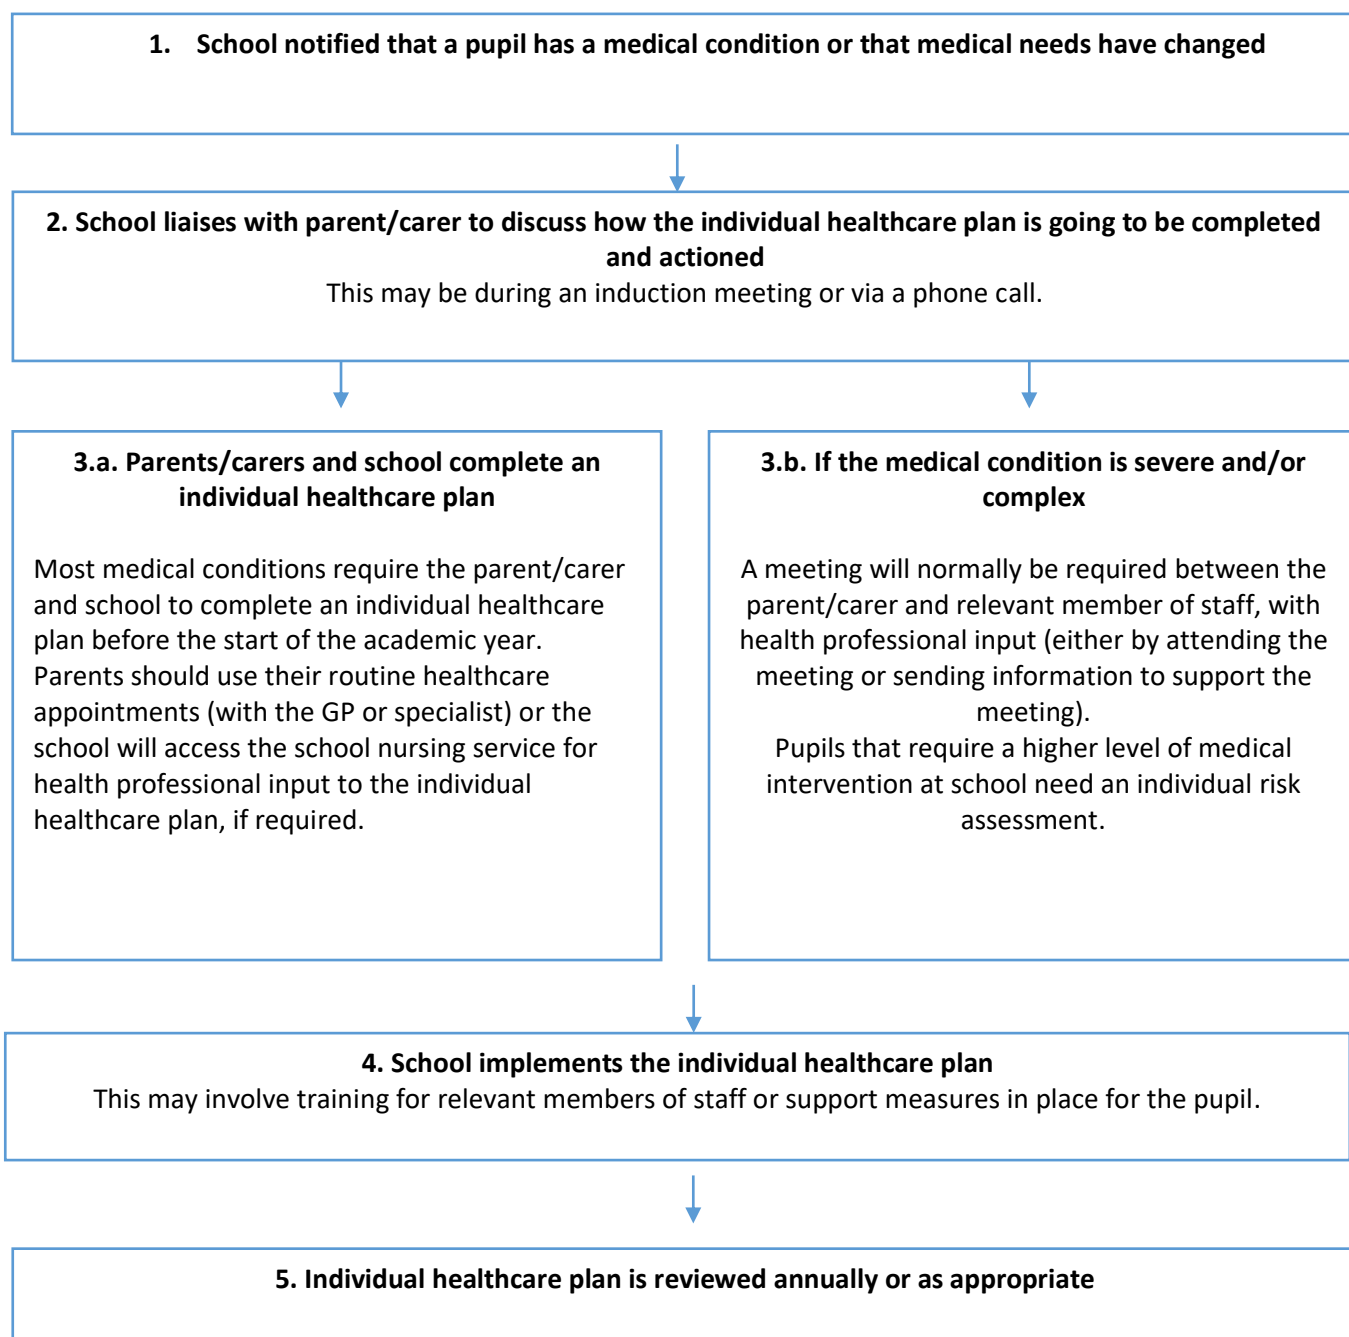 1. School notified that a pupil has a medical condition or that medical needs have changed
2. School liaises with parent/carer to discuss how the individual healthcare plan is going to be completed
and actioned
This may be during an induction meeting or via a phone call.
3.a. Parents/carers and school complete an
individual healthcare plan
Most medical conditions require the parent/carer
and school to complete an individual healthcare
plan before the start of the academic year.
Parents should use their routine healthcare
appointments (with the GP or specialist) or the
school will access the school nursing service for
health professional input to the individual
healthcare plan, if required.
3.b. If the medical condition is severe and/or
complex
A meeting will normally be required between the
parent/carer and relevant member of staff, with
health professional input (either by attending the
meeting or sending information to support the
meeting).
Pupils that require a higher level of medical
intervention at school need an individual risk
assessment.
4. School implements the individual healthcare plan
This may involve training for relevant members of staff or support measures in place for the pupil.
5. Individual healthcare plan is reviewed annually or as appropriate